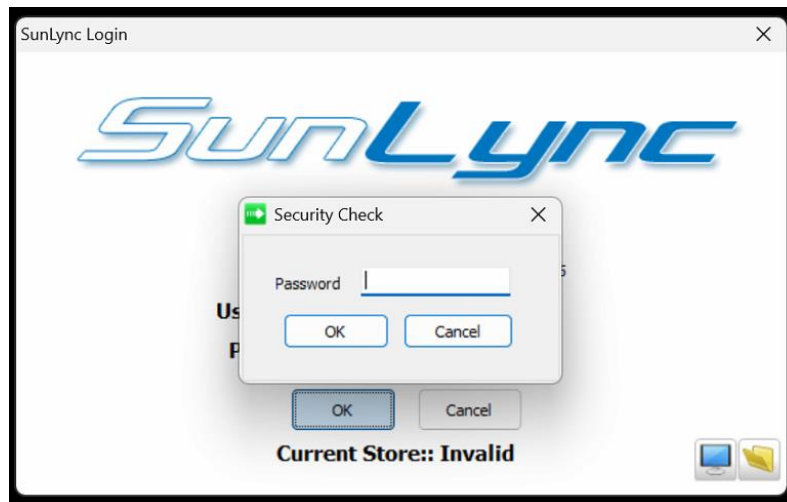 SunLync Login
SunLync
Security Check
Password
OK
Cancel
OK
Cancel
Current Store:: Invalid